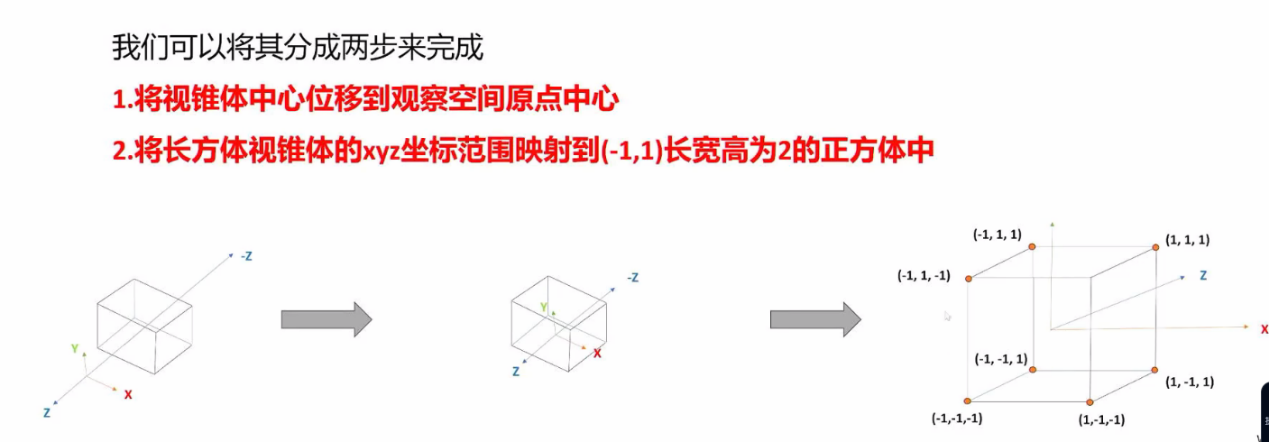 我们可以将其分成两步来完成
1.将视锥体中心位移到观察空间原点中心
2.将长方体视锥体的xyz坐标范围映射到(-1,1)长宽高为2的正方体中
-Z
Y
X
Z
-Z
Y
X
Z
(-1, 1, 1)
(1, 1, 1)
(-1, 1, -1)
Z
X
(-1, -1, 1)
(1, -1, 1)
(-1,-1,-1)
(1,-1,-1)